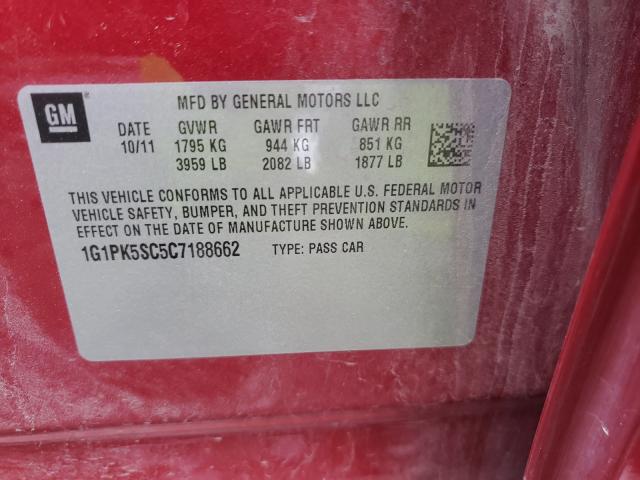 GM ®
MFD BY GENERAL MOTORS LLC
DATE GVWR GAWR FRT GAWR RR
10/11 1795 KG 944 KG 851 KG
3959 LB 2082 LB 1877 LB
THIS VEHICLE CONFORMS TO ALL APPLICABLE U.S. FEDERAL MOTOR
VEHICLE SAFETY, BUMPER, AND THEFT PREVENTION STANDARDS IN
EFFECT ON THE DATE OF MANUFACTURE SHOWN ABOVE.
1G1PK5SC5C7188662 TYPE: PASS CAR